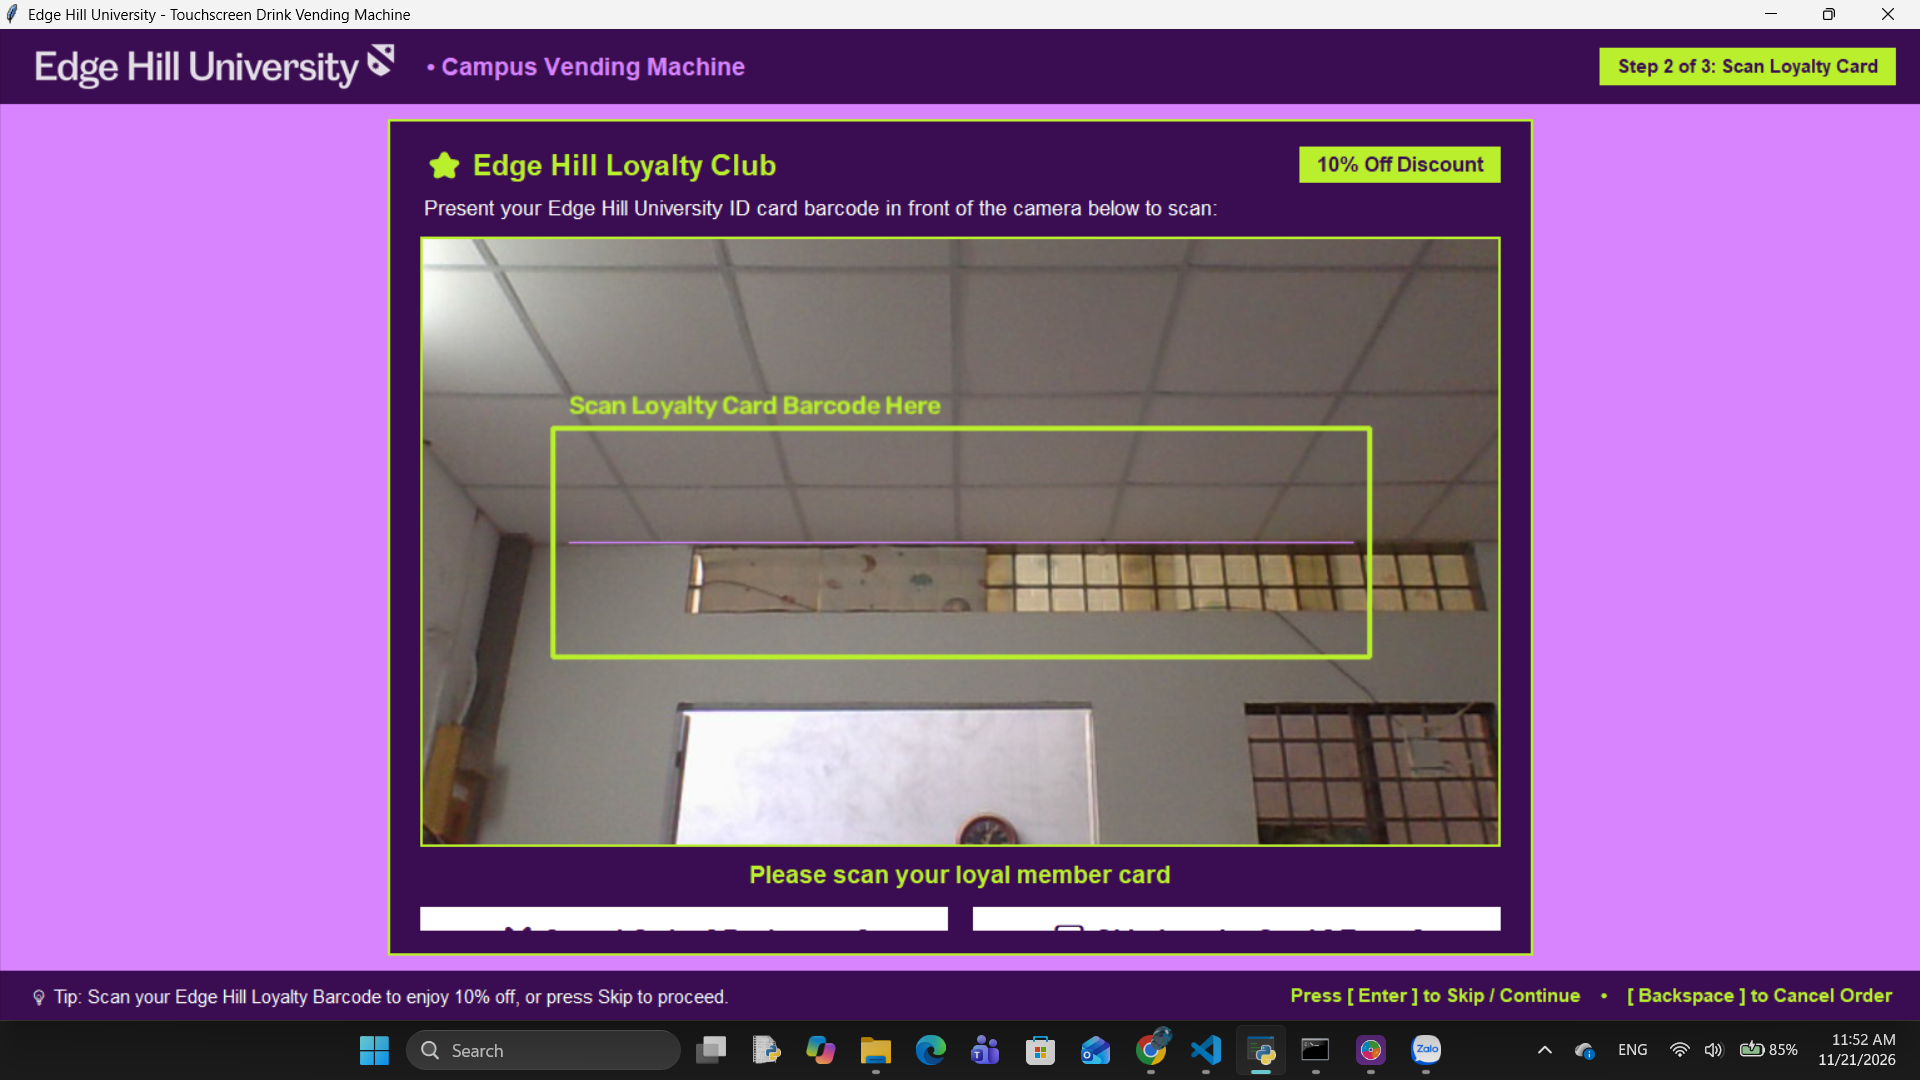 Edge Hill University - Touchscreen Drink Vending Machine
Edge Hill University • Campus Vending Machine
Step 2 of 3: Scan Loyalty Card
Edge Hill Loyalty Club
10% Off Discount
Present your Edge Hill University ID card barcode in front of the camera below to scan:
Scan Loyalty Card Barcode Here
Please scan your loyal member card
Tip: Scan your Edge Hill Loyalty Barcode to enjoy 10% off, or press Skip to proceed.
Press [ Enter ] to Skip / Continue • [ Backspace ] to Cancel Order
Search
Zalo
ENG
85%
11:52 AM
11/21/2026